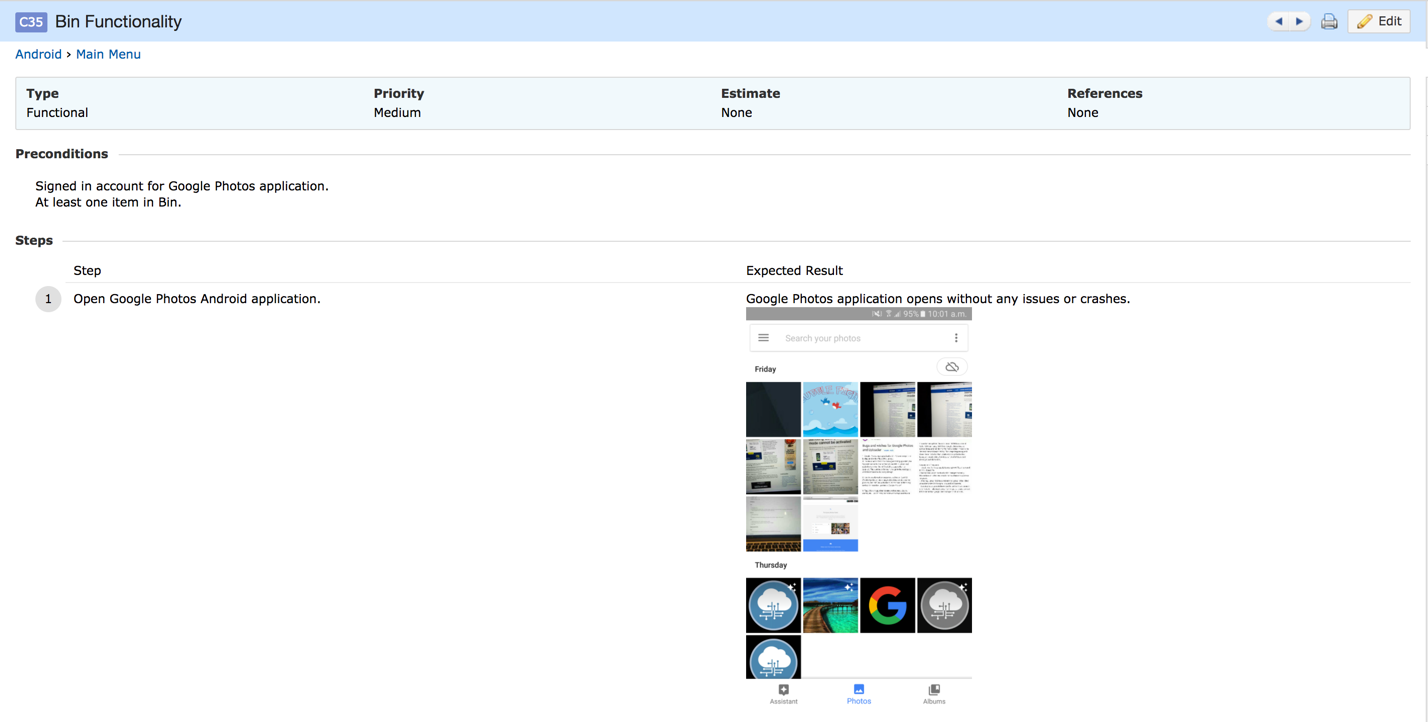 C35 Bin Functionality
Edit
Android › Main Menu
Type Priority Estimate References
Functional Medium None None
Preconditions
Signed in account for Google Photos application.
At least one item in Bin.
Steps
Step Expected Result
1 Open Google Photos Android application. Google Photos application opens without any issues or crashes.
95% 10:01 a.m.
Search your photos
Friday
Thursday
Assistant Photos Albums